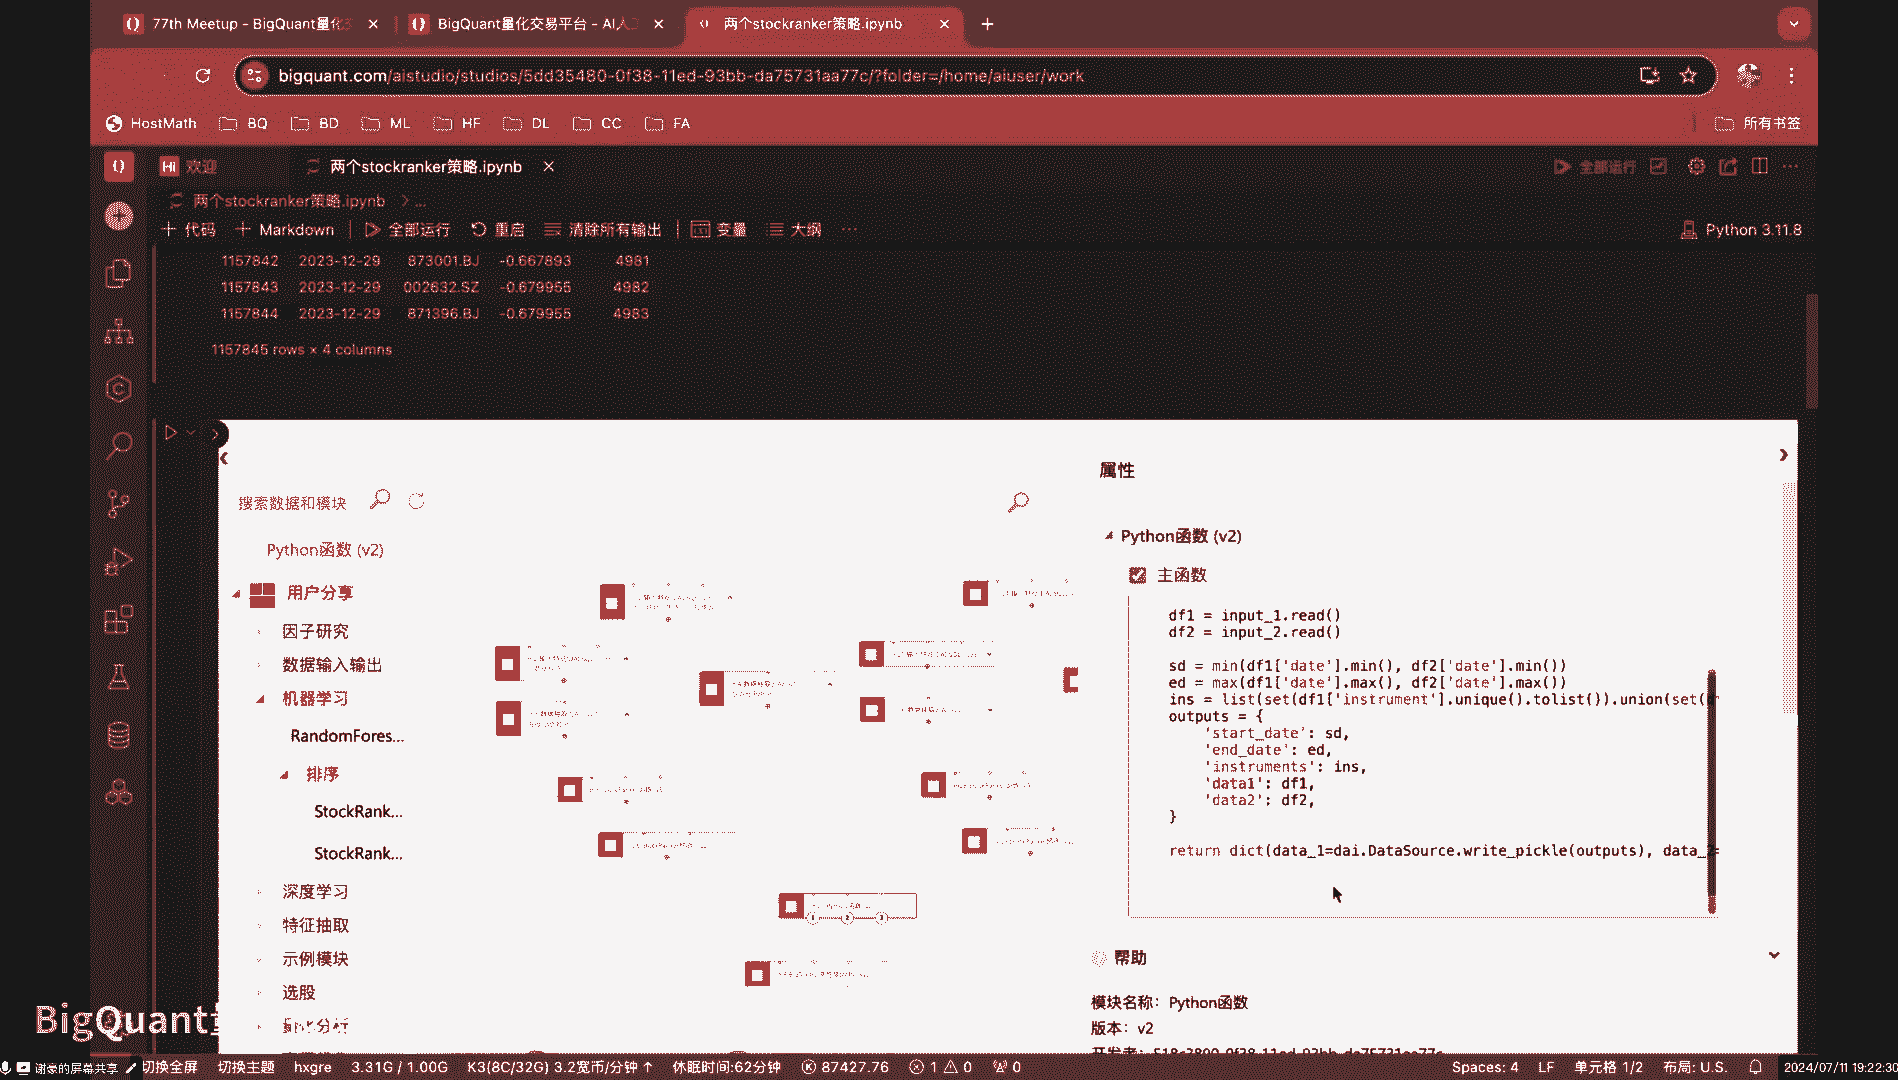 77th Meetup - BigQuant量化
BigQuant量化交易平台 - AI人
两个stockranker策略.ipynb
bigquant.com/aistudio/studios/5dd35480-0f38-11ed-93bb-da75731aa77c/?folder=/home/aiuser/work
HostMath BQ BD ML HF DL CC FA 所有书签
Hi 欢迎 两个stockranker策略.ipynb 全部运行
两个stockranker策略.ipynb > ...
代码 Markdown 全部运行 重启 清除所有输出 变量 大纲 ... Python 3.11.8
1157842 2023-12-29 873001.BJ -0.667893 4981
1157843 2023-12-29 002632.SZ -0.679955 4982
1157844 2023-12-29 871396.BJ -0.679955 4983
1157845 rows × 4 columns
属性
搜索数据和模块
Python函数 (v2)
用户分享
因子研究
数据输入输出
机器学习
RandomFores...
排序
StockRank...
StockRank...
深度学习
特征抽取
示例模块
选股
Python函数 (v2)
主函数
df1 = input_1.read()
df2 = input_2.read()
sd = min(df1['date'].min(), df2['date'].min())
ed = max(df1['date'].max(), df2['date'].max())
ins = list(set(df1['instrument'].unique().tolist()).union(set(
outputs = {
'start_date': sd,
'end_date': ed,
'instruments': ins,
'data1': df1,
'data2': df2,
}
return dict(data_1=dai.DataSource.write_pickle(outputs), data_2=
帮助
模块名称：Python函数
版本：v2
BigQuant
谢豪的屏幕共享 切换全屏 切换主题 hxgre 3.31G / 1.00G K3(8C/32G) 3.2宽币/分钟 ↑ 休眠时间:62分钟 87427.76 1 0 0 Spaces: 4 LF 单元格 1/2 布局: U.S. 2024/07/11 19:22:30